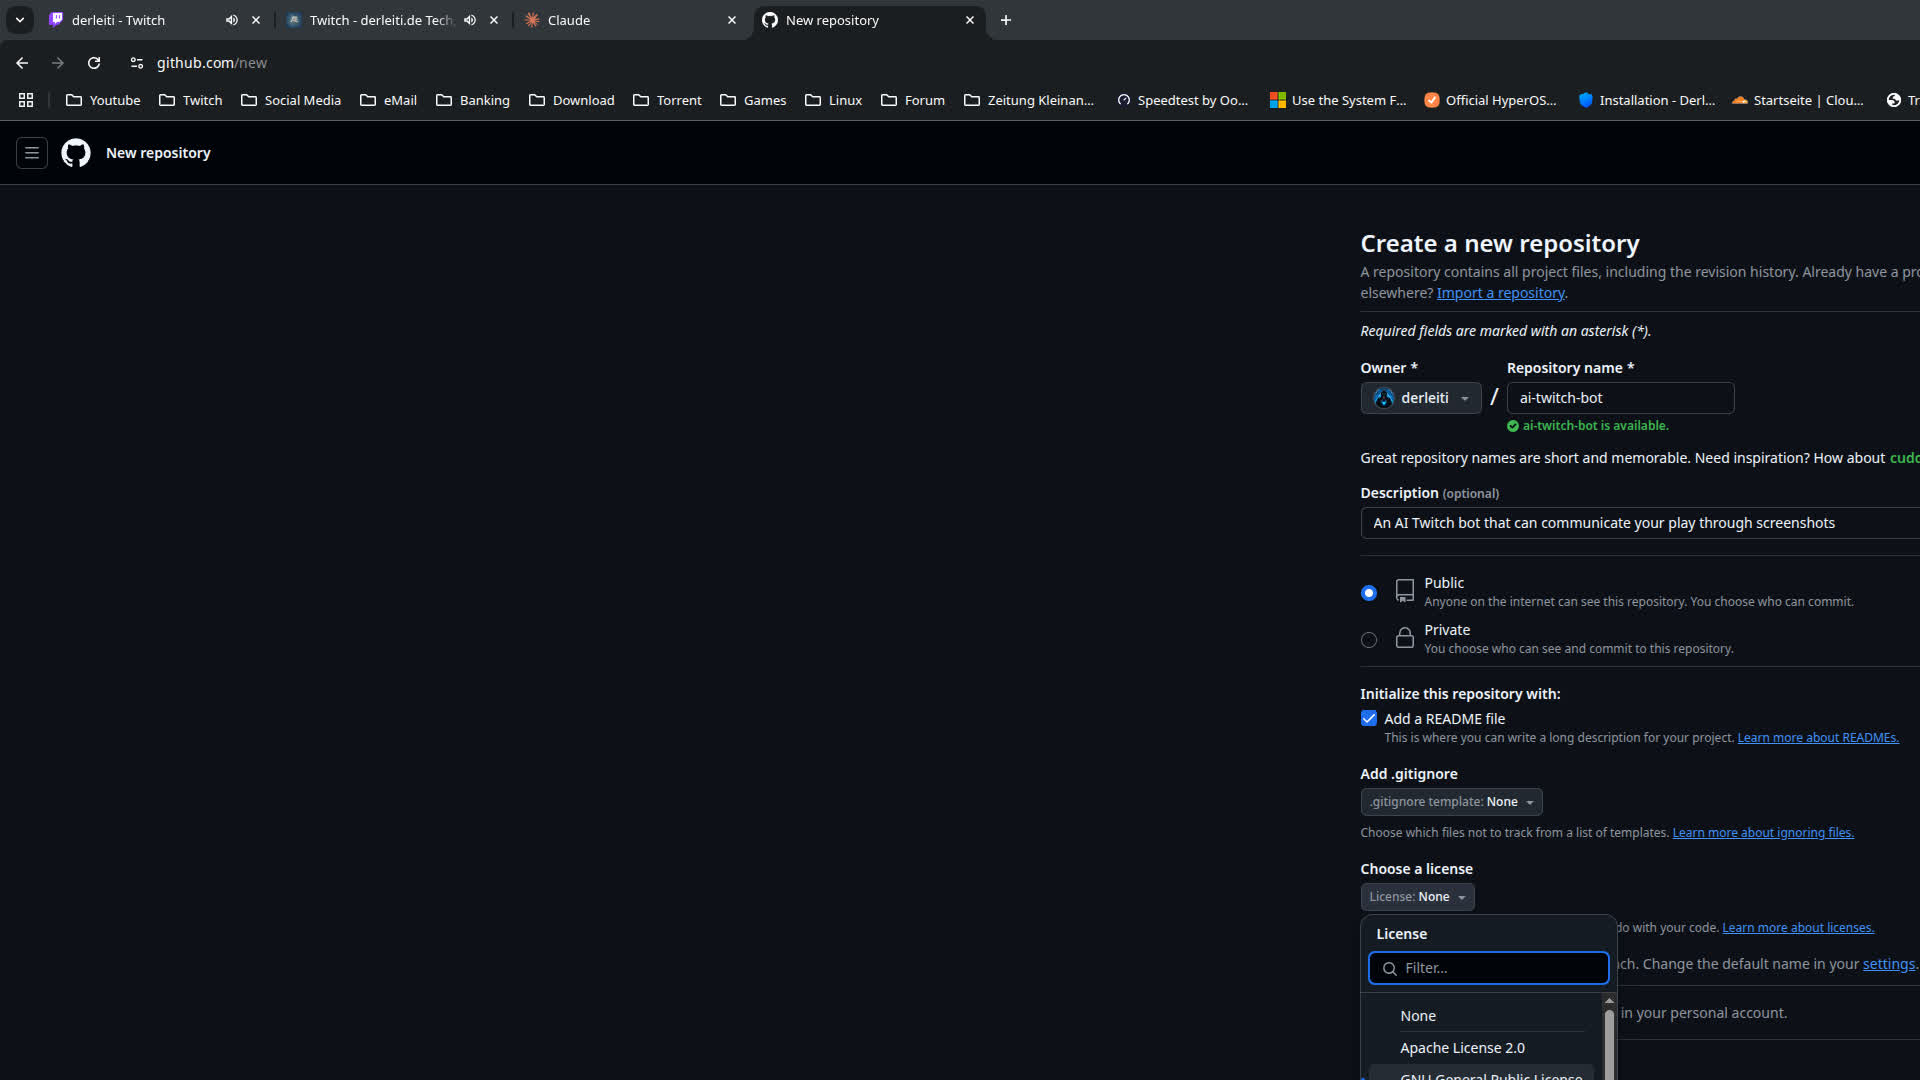 derleiti - Twitch
Twitch - derleiti.de Tech
Claude
New repository
github.com/new
Youtube
Twitch
Social Media
eMail
Banking
Download
Torrent
Games
Linux
Forum
Zeitung Kleinan...
Speedtest by Oo...
Use the System F...
Official HyperOS...
Installation - Derl...
Startseite | Clou...
New repository
Create a new repository
A repository contains all project files, including the revision history. Already have a
elsewhere? Import a repository.
Required fields are marked with an asterisk (*).
Owner *
Repository name *
derleiti
/
ai-twitch-bot
ai-twitch-bot is available.
Great repository names are short and memorable. Need inspiration? How about
Description (optional)
An AI Twitch bot that can communicate your play through screenshots
Public
Anyone on the internet can see this repository. You choose who can commit.
Private
You choose who can see and commit to this repository.
Initialize this repository with:
Add a README file
This is where you can write a long description for your project. Learn more about READMEs.
Add .gitignore
.gitignore template: None
Choose which files not to track from a list of templates. Learn more about ignoring files.
Choose a license
License: None
License
do with your code. Learn more about licenses.
Filter...
Change the default name in your settings.
None
in your personal account.
Apache License 2.0
GNU General Public License